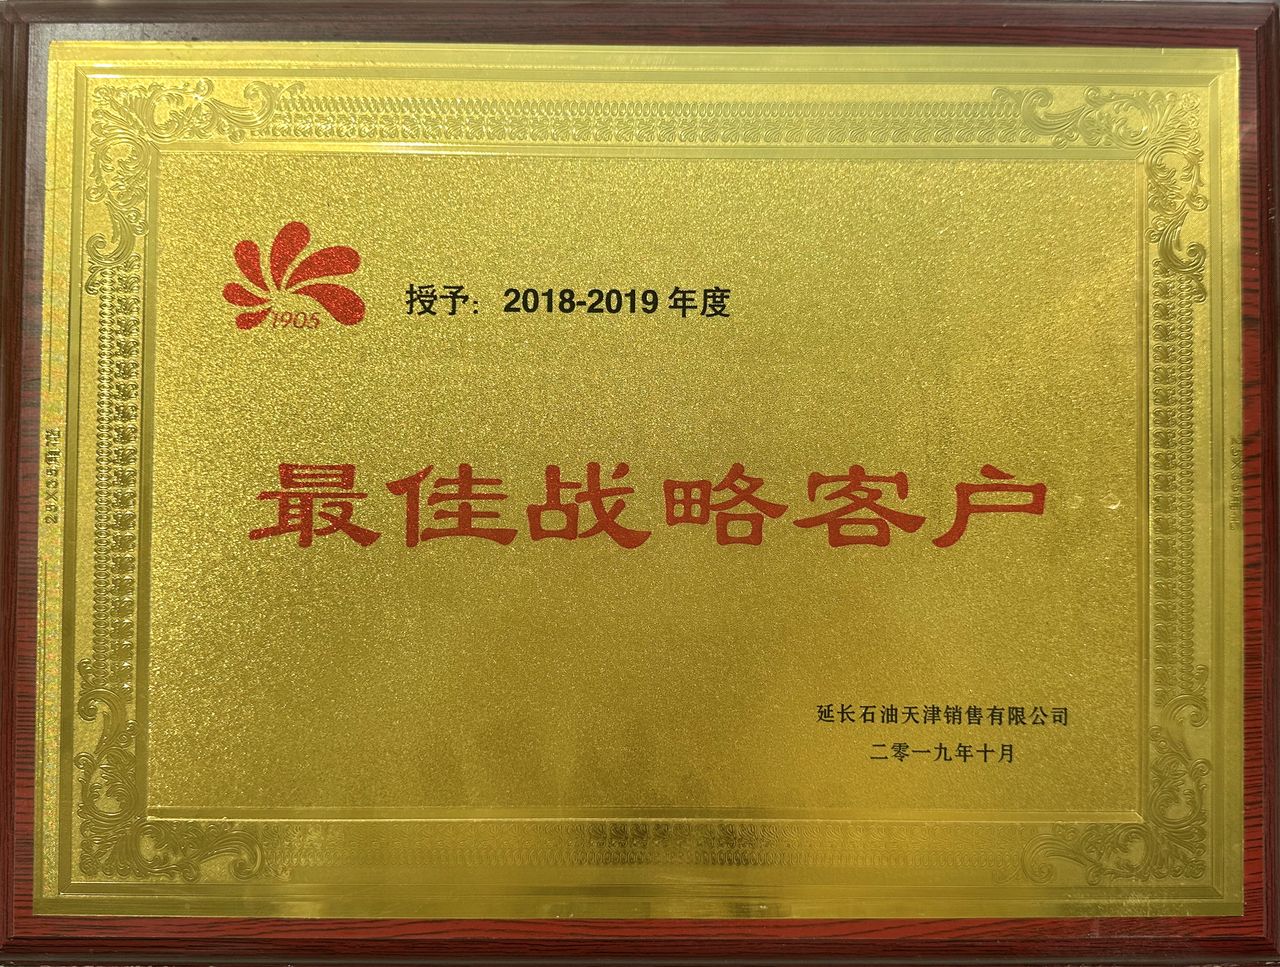 1905
授予：2018-2019 年度
最佳战略客户
延长石油天津销售有限公司
二零一九年十月